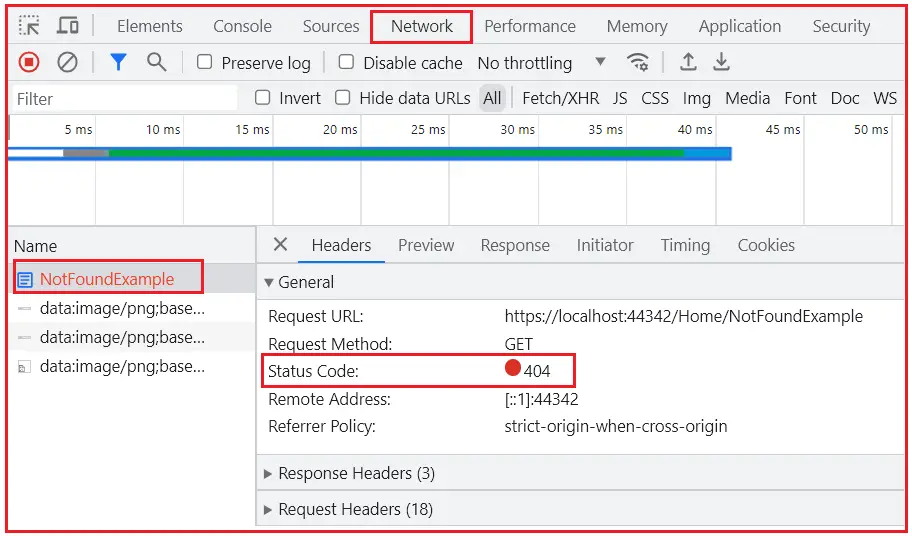 Elements Console Sources Network Performance Memory Application Security
Preserve log Disable cache No throttling
Filter Invert Hide data URLs All Fetch/XHR JS CSS Img Media Font Doc WS
5 ms 10 ms 15 ms 20 ms 25 ms 30 ms 35 ms 40 ms 45 ms 50 ms
Name Headers Preview Response Initiator Timing Cookies
NotFoundExample
data:image/png;base...
data:image/png;base...
data:image/png;base...
General
Request URL: https://localhost:44342/Home/NotFoundExample
Request Method: GET
Status Code: 404
Remote Address: [::1]:44342
Referrer Policy: strict-origin-when-cross-origin
Response Headers (3)
Request Headers (18)